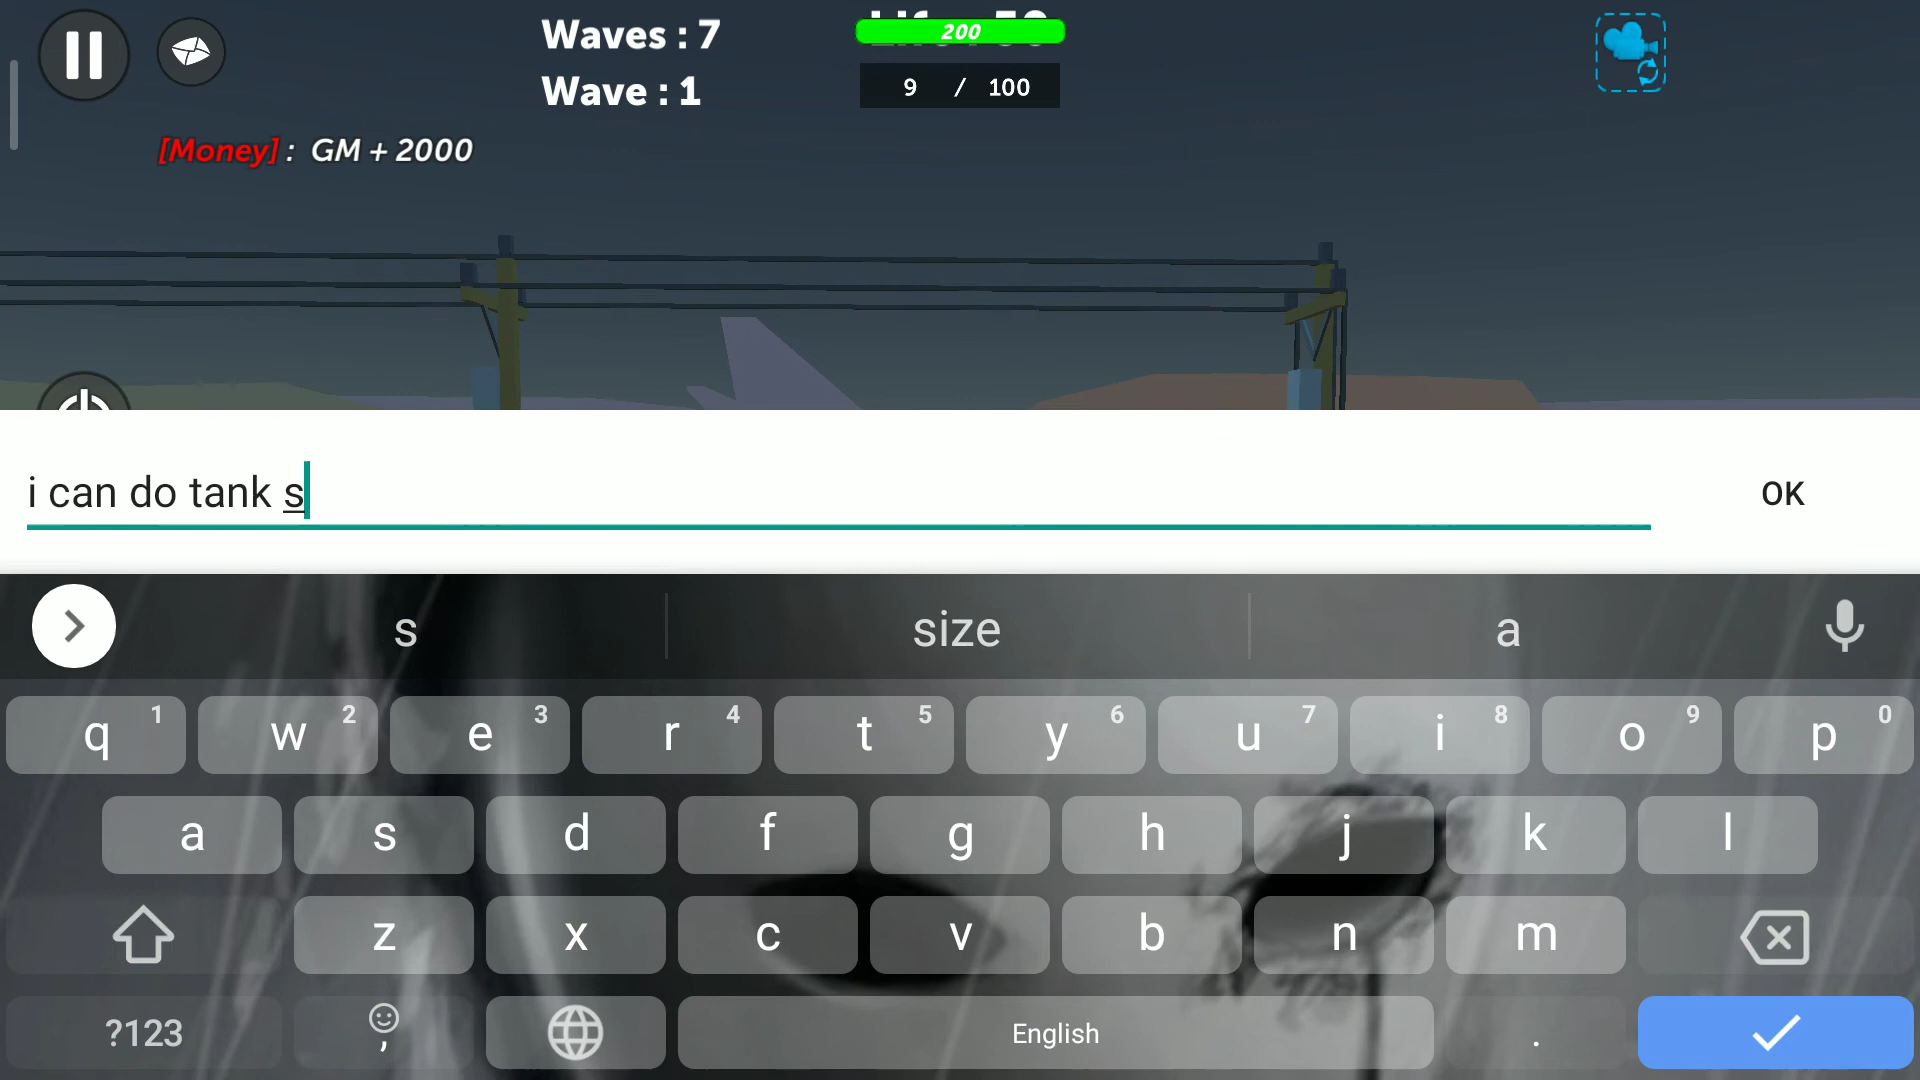 Waves : 7
200
Wave : 1
9 / 100
[Money] : GM + 2000
i can do tank s
OK
s size a
q 1 w 2 e 3 r 4 t 5 y 6 u 7 i 8 o 9 p 0
a s d f g h j k l
z x c v b n m
?123 , English .